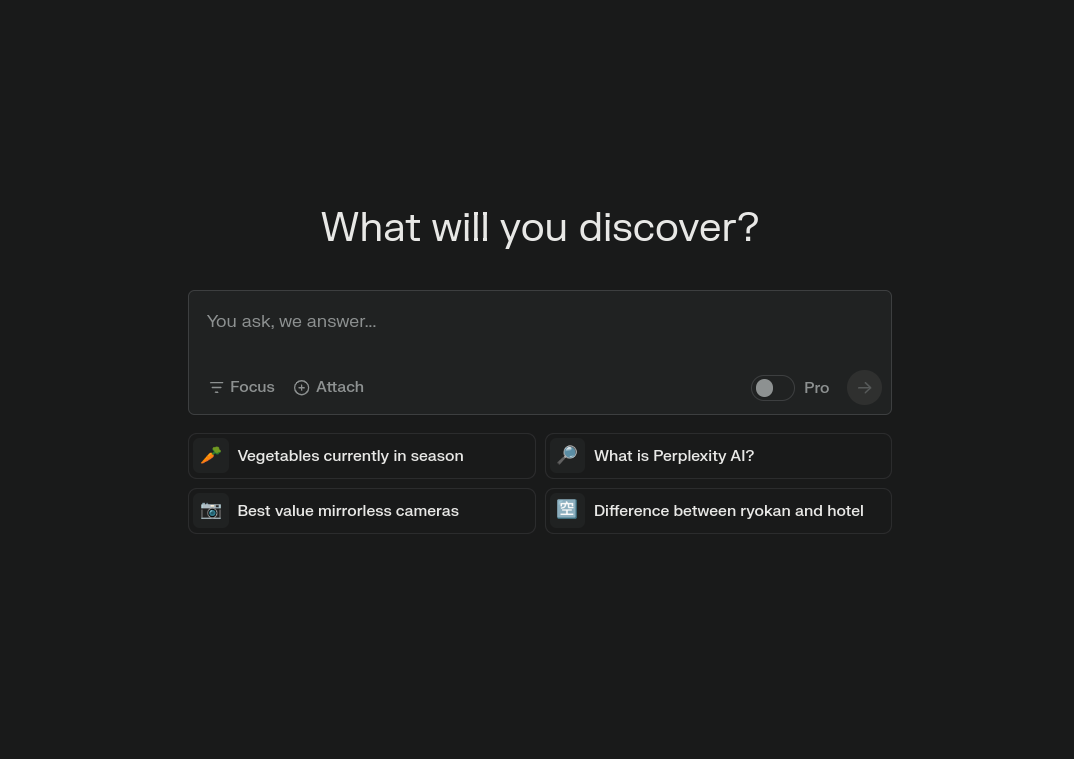 What will you discover?
You ask, we answer...
Focus
Attach
Pro
Vegetables currently in season
What is Perplexity AI?
Best value mirrorless cameras
空
Difference between ryokan and hotel